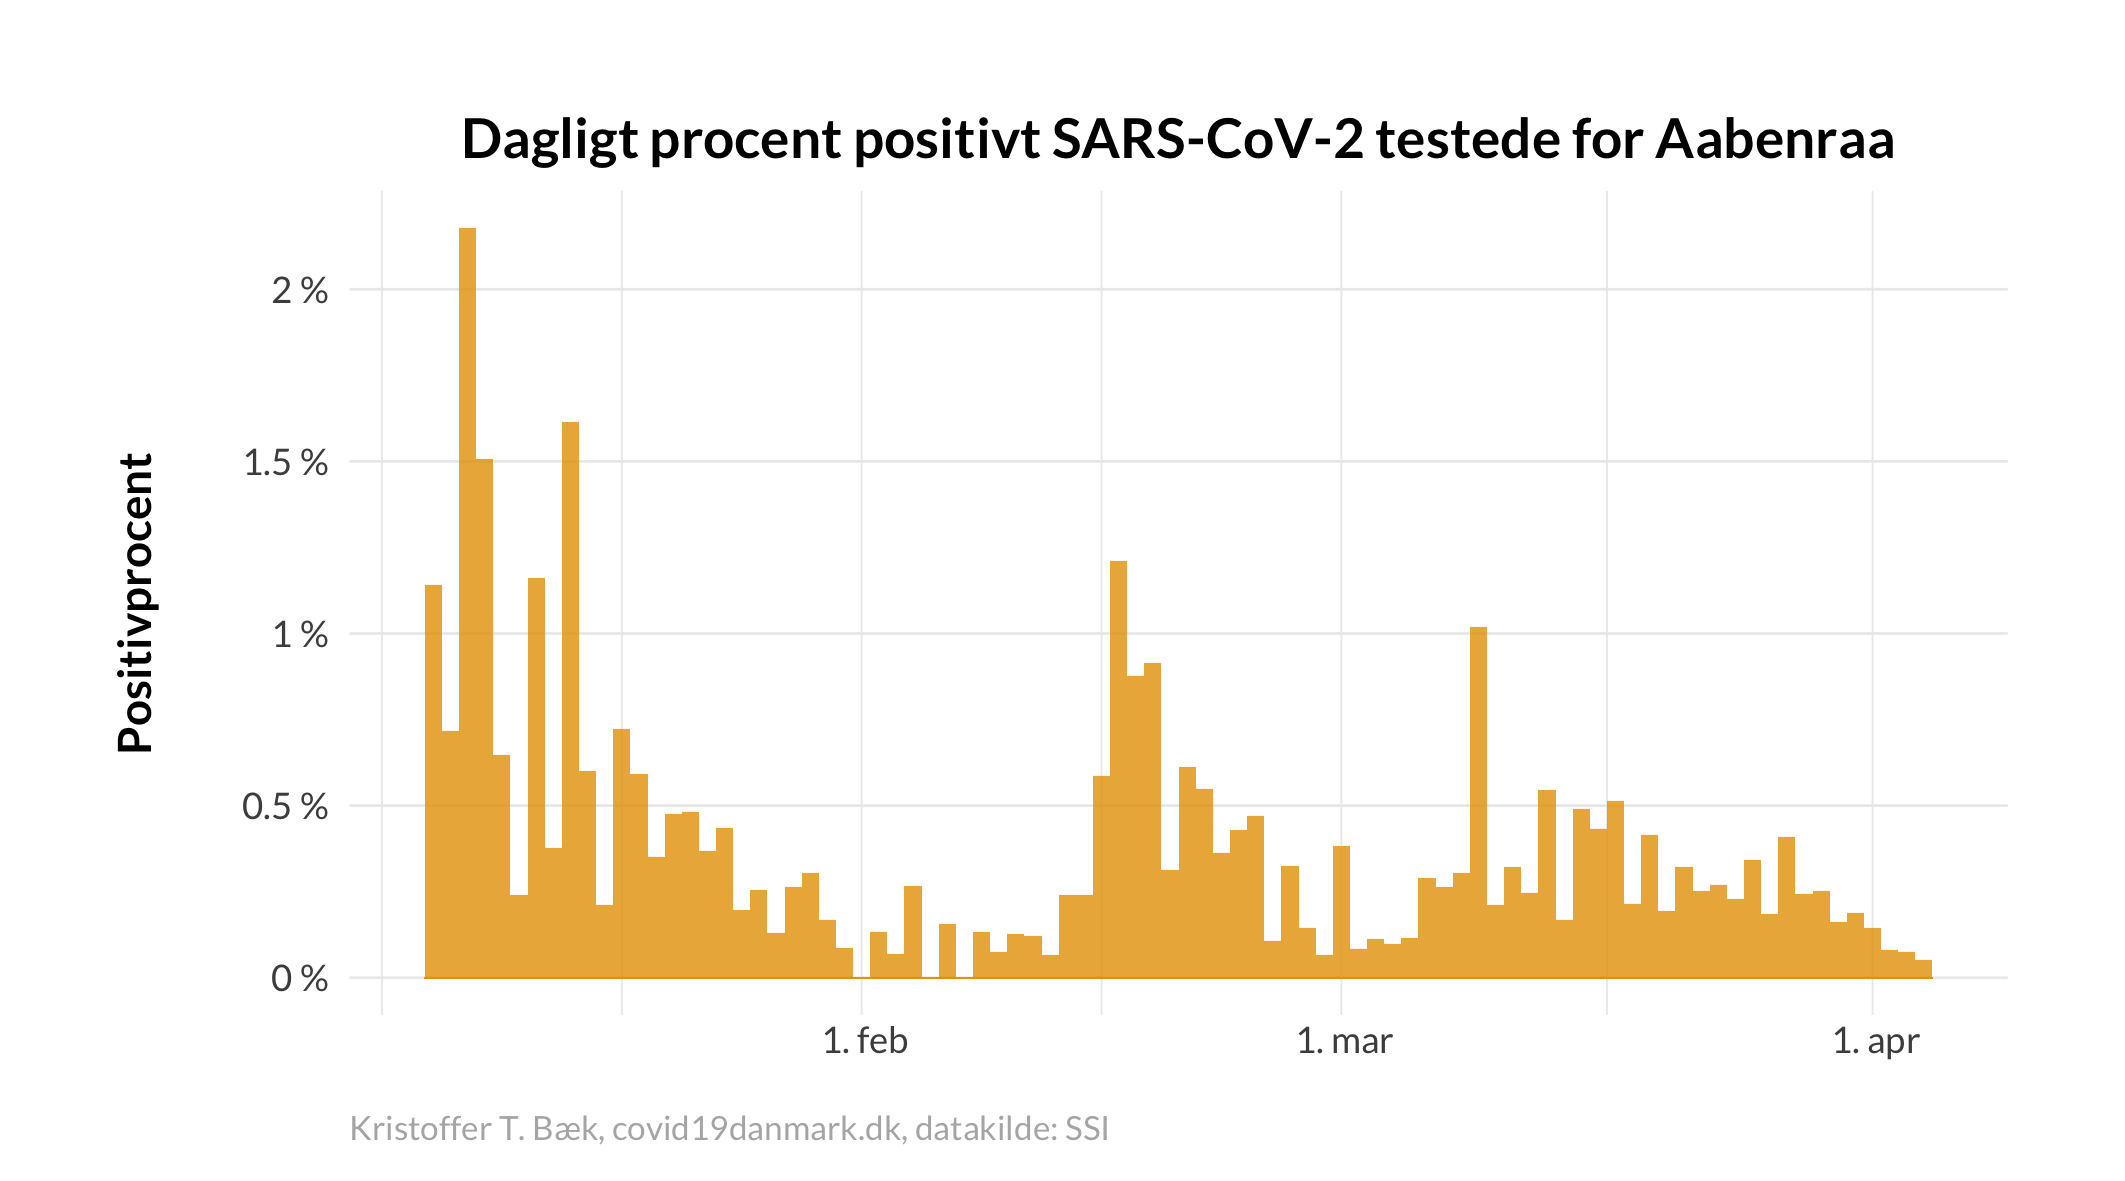 Dagligt procent positivt SARS-CoV-2 testede for Aabenraa
Positivprocent
2 %
1.5 %
1 %
0.5 %
0 %
1. feb
1. mar
1. apr
Kristoffer T. Bæk, covid19danmark.dk, datakilde: SSI